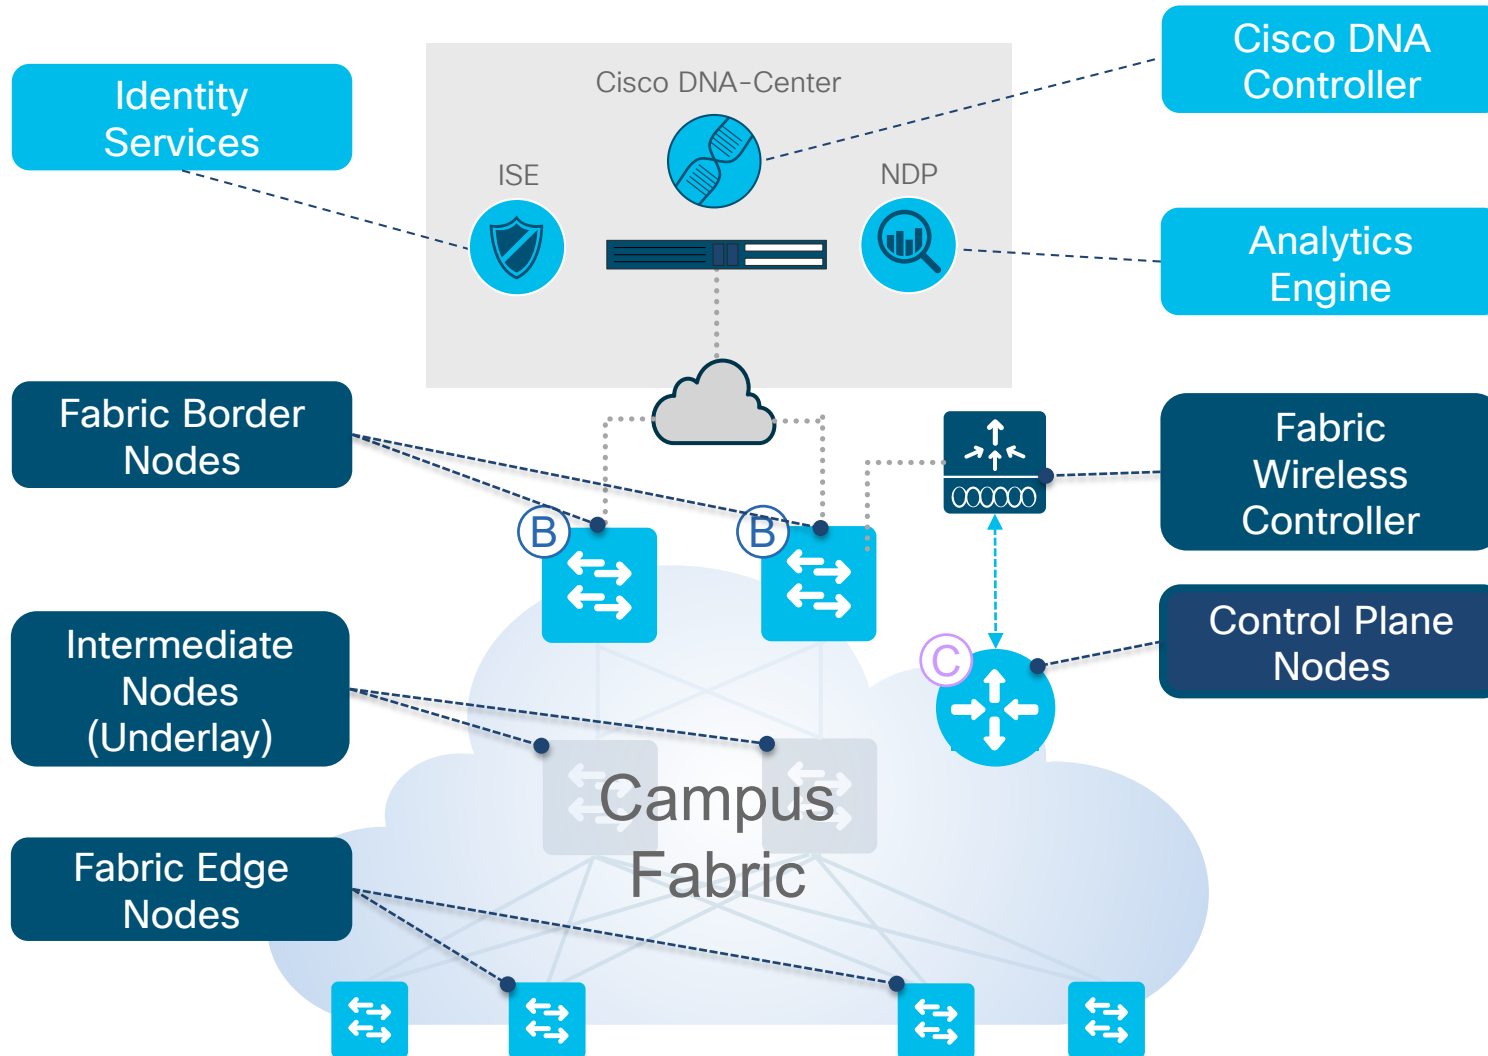 Cisco DNA
Controller
Identity
Services
Cisco DNA-Center
ISE
NDP
Analytics
Engine
Fabric Border
Nodes
Fabric
Wireless
Controller
B
B
Intermediate
Nodes
(Underlay)
Control Plane
Nodes
C
Campus
Fabric
Fabric Edge
Nodes